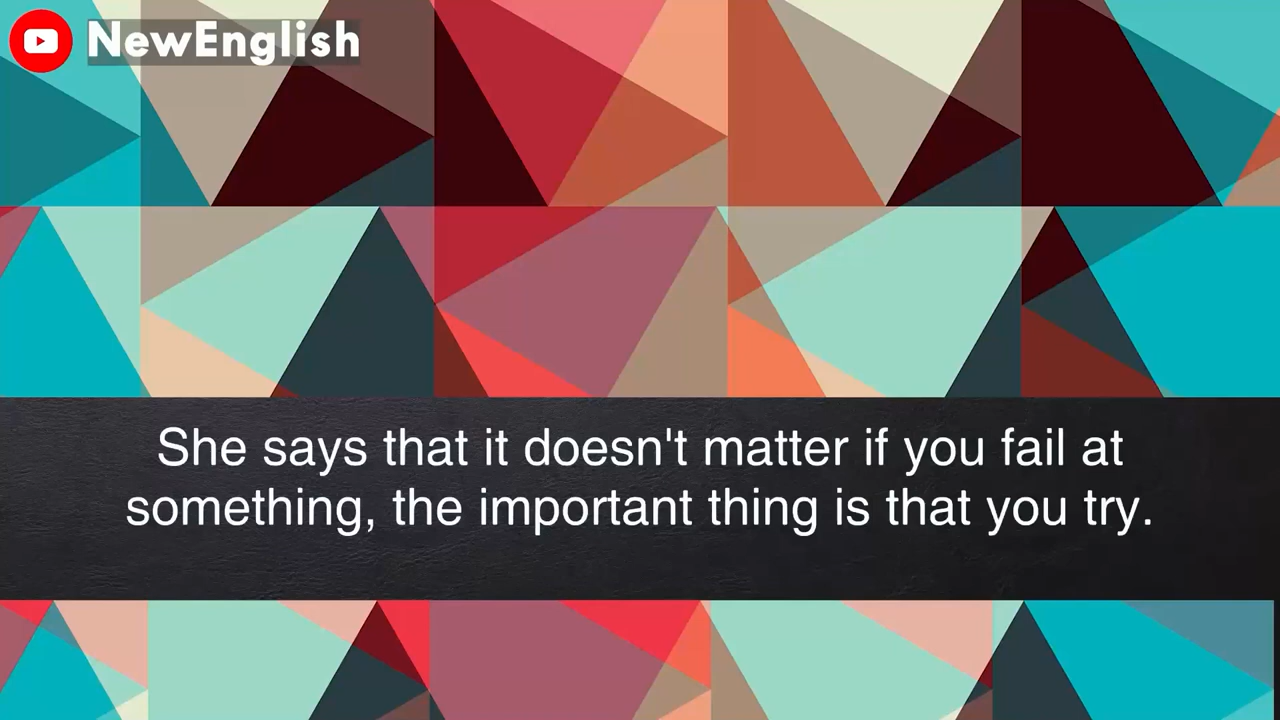 NewEnglish
She says that it doesn't matter if you fail at
something, the important thing is that you try.